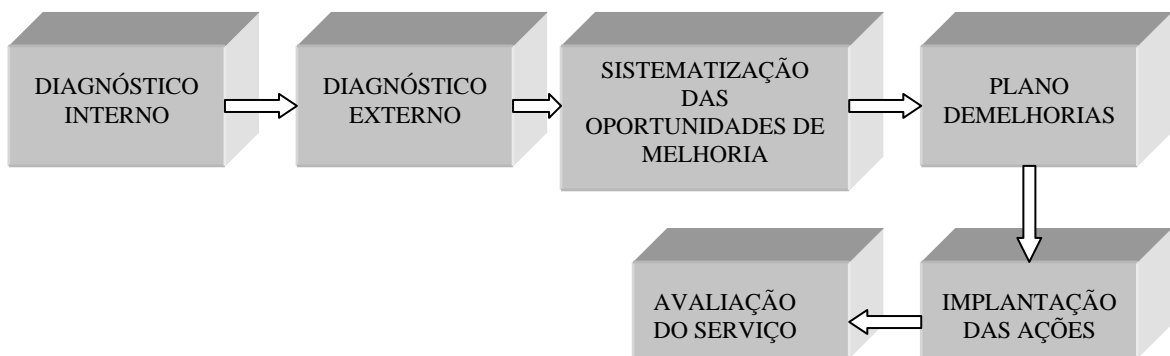 DIAGNÓSTICO
INTERNO
DIAGNÓSTICO
EXTERNO
SISTEMATIZAÇÃO
DAS
OPORTUNIDADES DE
MELHORIA
PLANO
DEMELHORIAS
IMPLANTAÇÃO
DAS AÇÕES
AVALIAÇÃO
DO SERVIÇO